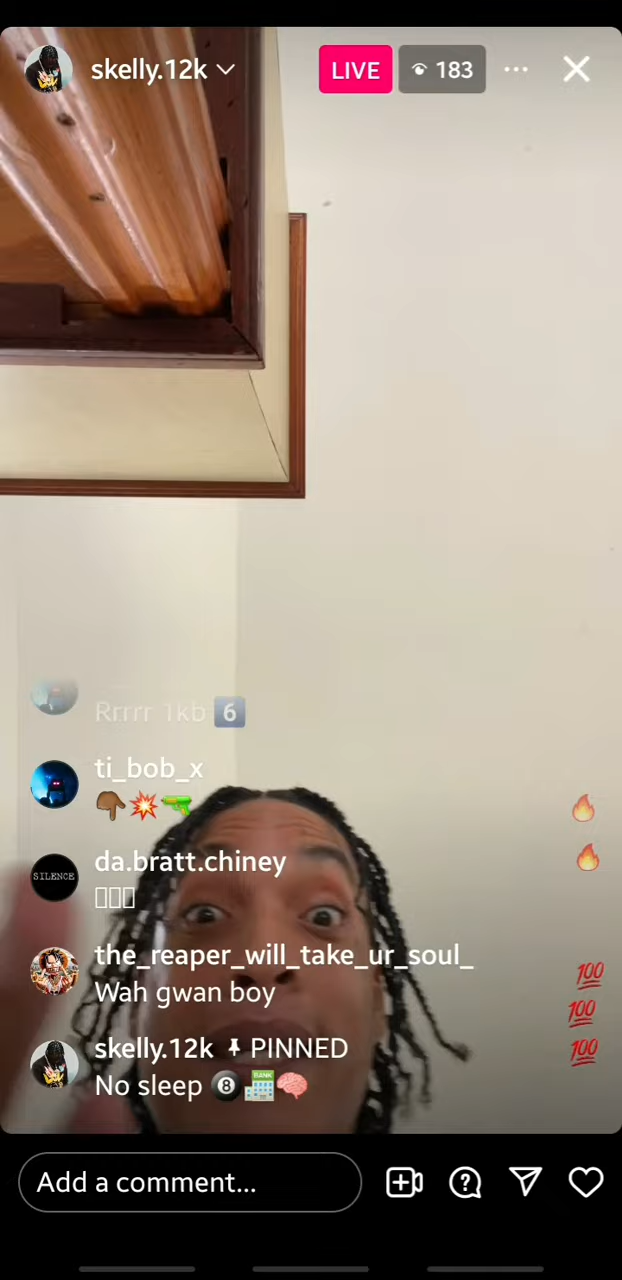 skelly.12k
LIVE
183
Rrrrr 1kb 6️⃣
ti_bob_x
👎🏾💥🔫
da.bratt.chiney
SILENCE
the_reaper_will_take_ur_soul_
Wah gwan boy
skelly.12k 📌 PINNED
No sleep 🎱🏦🧠
Add a comment...